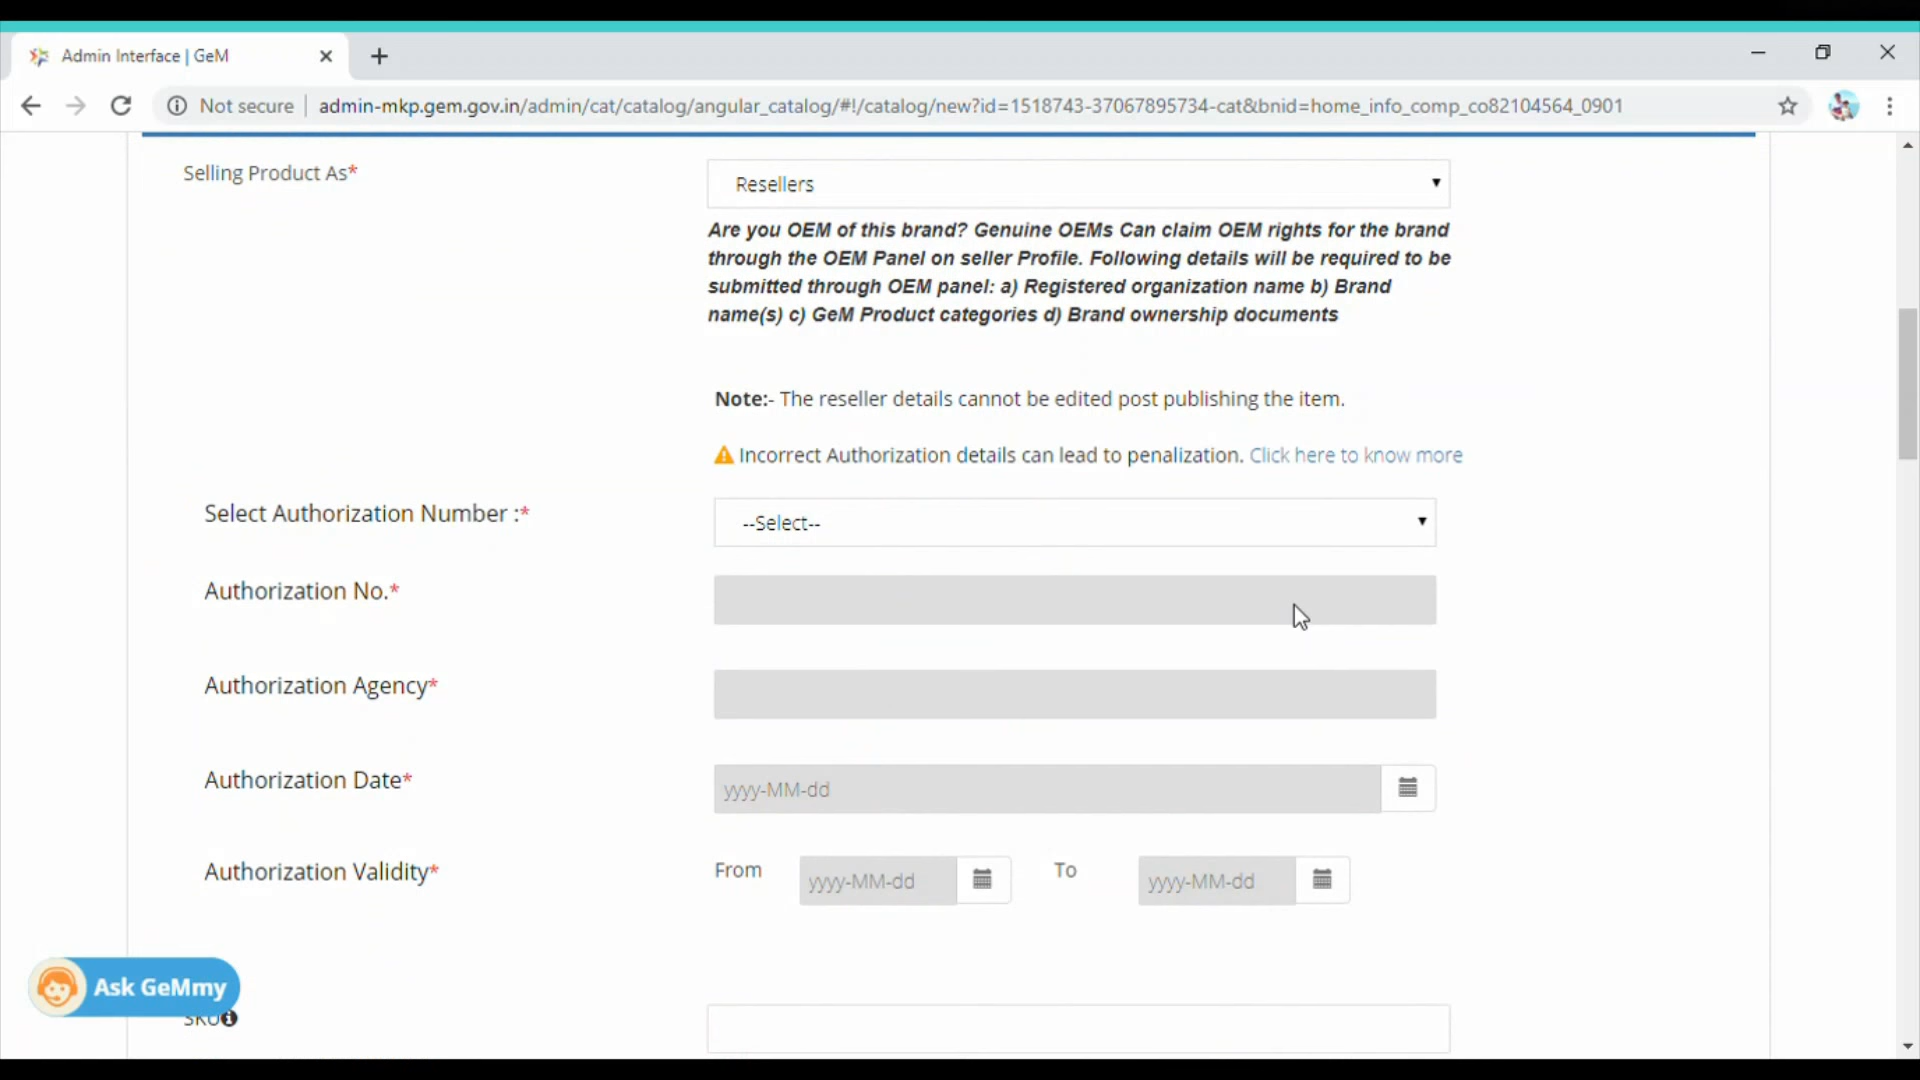 Admin Interface | GeM
Not secure
admin-mkp.gem.gov.in/admin/cat/catalog/angular_catalog/#!/catalog/new?id=1518743-37067895734-cat&bnid=home_info_comp_co82104564_0901
Selling Product As*
Resellers
Are you OEM of this brand? Genuine OEMs Can claim OEM rights for the brand
through the OEM Panel on seller Profile. Following details will be required to be
submitted through OEM panel: a) Registered organization name b) Brand
name(s) c) GeM Product categories d) Brand ownership documents
Note:- The reseller details cannot be edited post publishing the item.
Incorrect Authorization details can lead to penalization. Click here to know more
Select Authorization Number :*
--Select--
Authorization No.*
Authorization Agency*
Authorization Date*
yyyy-MM-dd
Authorization Validity*
From
yyyy-MM-dd
To
yyyy-MM-dd
Ask GeMmy
SKU